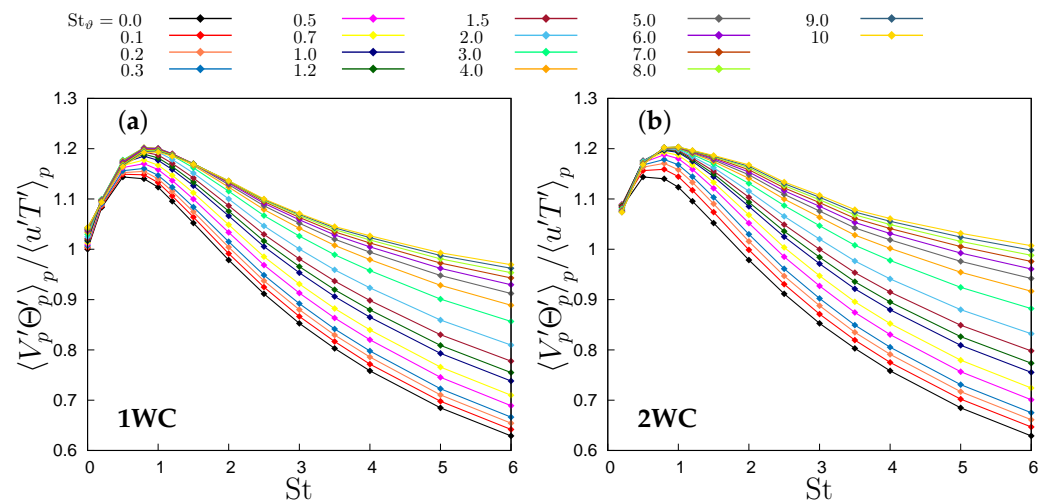 St_ϑ = 0.0 0.5 1.5 5.0 9.0
0.1 0.7 2.0 6.0 10
0.2 1.0 3.0 7.0
0.3 1.2 4.0 8.0
1.3 1.3
(a) (b)
1.2 1.2
1.1 1.1
1 1
0.9 0.9
0.8 0.8
0.7 0.7
0.6 0.6
⟨V_p′Θ_p′⟩_p/⟨u′T′⟩_p ⟨V_p′Θ_p′⟩_p/⟨u′T′⟩_p
1WC 2WC
0 1 2 3 4 5 6 0 1 2 3 4 5 6
St St